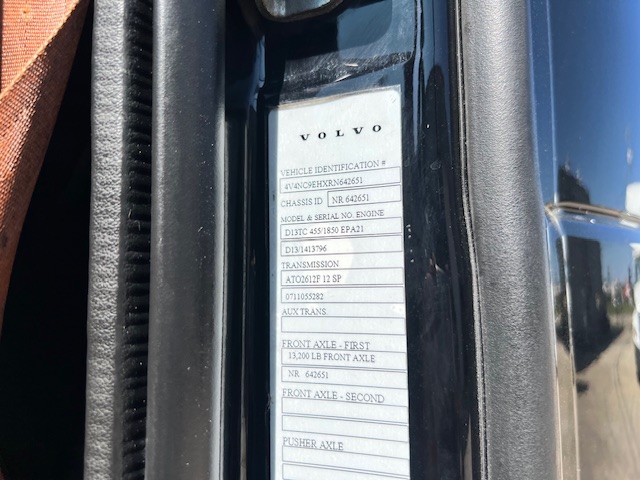 VOLVO
VEHICLE IDENTIFICATION #
4V4NC9EHXRN642651
CHASSIS ID NR 642651
MODEL & SERIAL NO. ENGINE
D13TC 455/1850 EPA21
D13/1413796
TRANSMISSION
ATO2612F 12 SP
0711055282
AUX TRANS.
FRONT AXLE - FIRST
13,200 LB FRONT AXLE
NR 642651
FRONT AXLE - SECOND
PUSHER AXLE